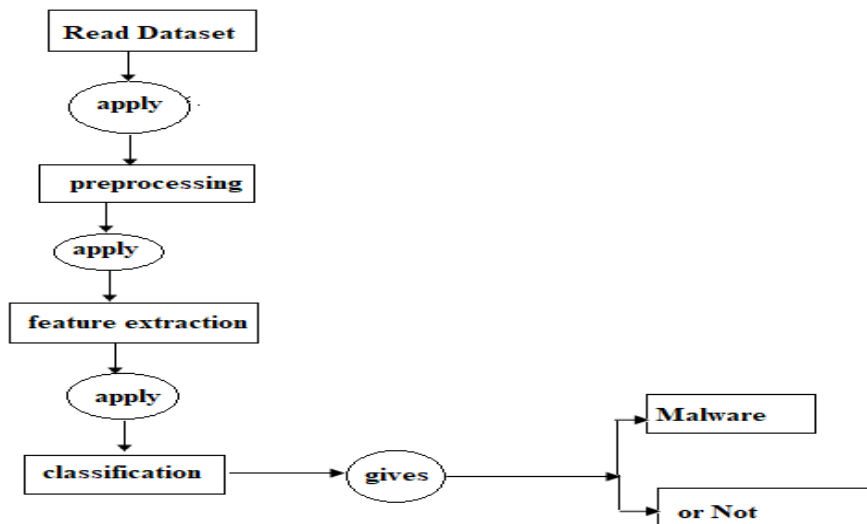 Read Dataset
apply
preprocessing
apply
feature extraction
apply
classification
gives
Malware
or Not